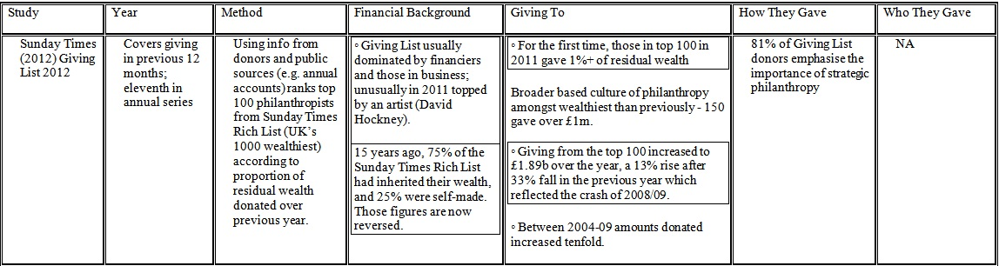 Study
Year
Method
Financial Background
Giving To
How They Gave
Who They Gave
Sunday Times
(2012) Giving
List 2012
Covers giving
in previous 12
months;
eleventh in
annual series
Using info from
donors and public
sources (e.g. annual
accounts) ranks top
100 philanthropists
from Sunday Times
Rich List (UK’s
1000 wealthiest)
according to
proportion of
residual wealth
donated over
previous year.
◦ Giving List usually
dominated by financiers
and those in business;
unusually in 2011 topped
by an artist (David
Hockney).
15 years ago, 75% of the
Sunday Times Rich List
had inherited their wealth,
and 25% were self-made.
Those figures are now
reversed.
◦ For the first time, those in top 100 in
2011 gave 1%+ of residual wealth
Broader based culture of philanthropy
amongst wealthiest than previously - 150
gave over £1m.
◦ Giving from the top 100 increased to
£1.89b over the year, a 13% rise after
33% fall in the previous year which
reflected the crash of 2008/09.
◦ Between 2004-09 amounts donated
increased tenfold.
81% of Giving List
donors emphasise the
importance of strategic
philanthropy
NA